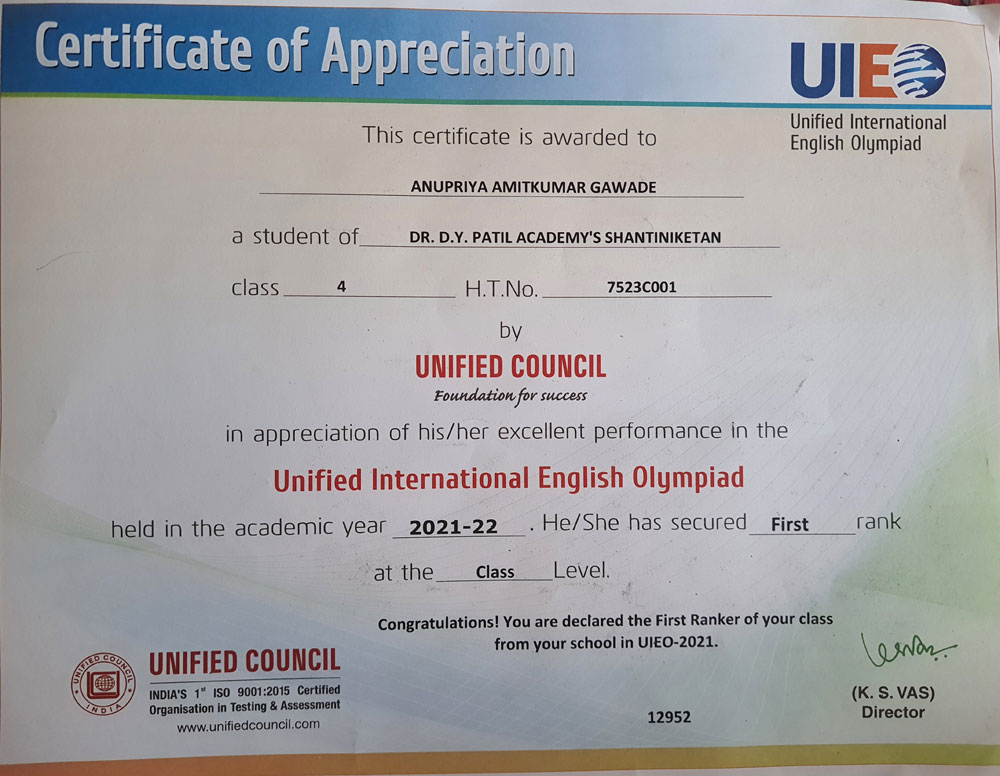 Certificate of Appreciation
UIEO
Unified International
English Olympiad
This certificate is awarded to
ANUPRIYA AMITKUMAR GAWADE
a student of DR. D.Y. PATIL ACADEMY'S SHANTINIKETAN
class 4 H.T.No. 7523C001
by
UNIFIED COUNCIL
Foundation for success
in appreciation of his/her excellent performance in the
Unified International English Olympiad
held in the academic year 2021-22 . He/She has secured First rank
at the Class Level.
Congratulations! You are declared the First Ranker of your class
from your school in UIEO-2021.
UNIFIED COUNCIL
INDIA
UNIFIED COUNCIL
INDIA'S 1st ISO 9001:2015 Certified
Organisation in Testing & Assessment
www.unifiedcouncil.com
12952
(K. S. VAS)
Director